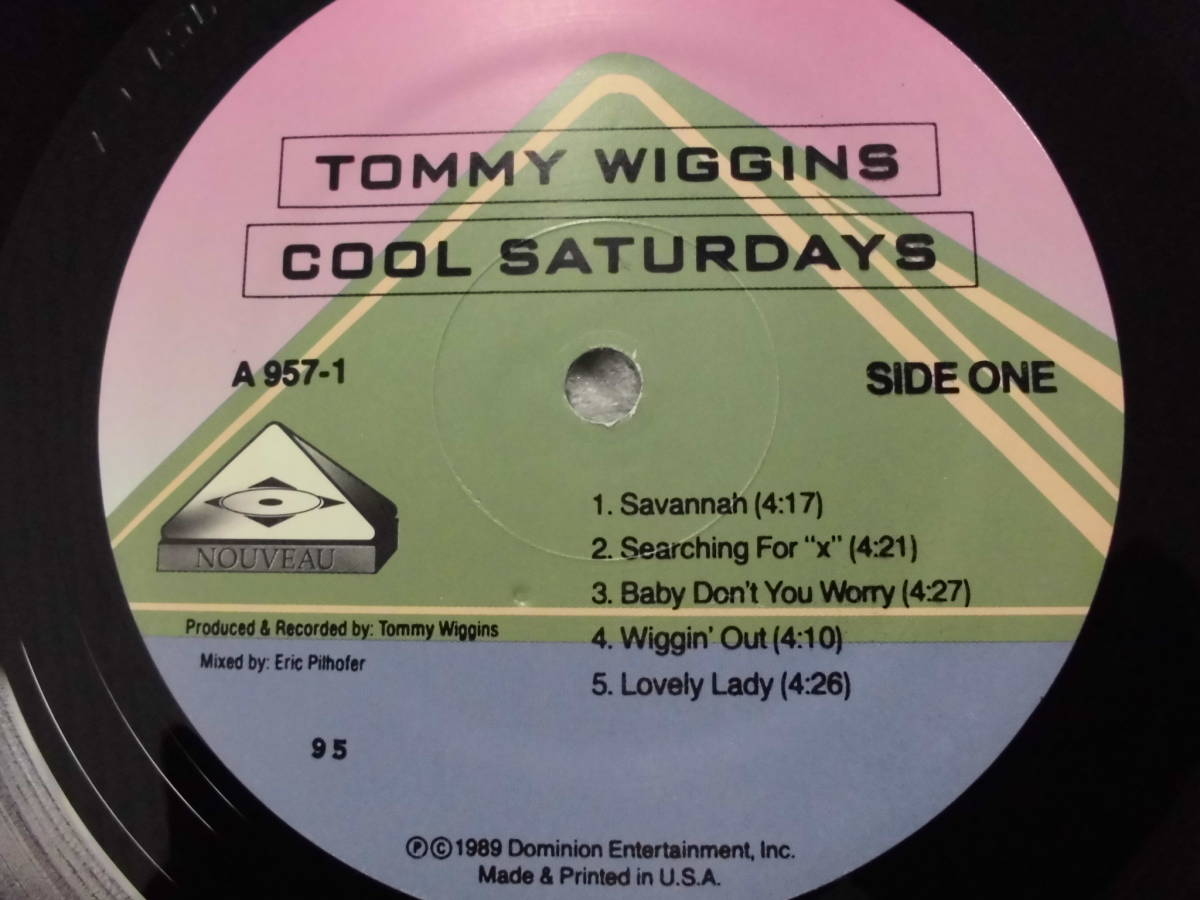 TOMMY WIGGINS
COOL SATURDAYS
A 957-1
SIDE ONE
NOUVEAU
1. Savannah (4:17)
2. Searching For "x" (4:21)
3. Baby Don't You Worry (4:27)
4. Wiggin' Out (4:10)
5. Lovely Lady (4:26)
Produced & Recorded by: Tommy Wiggins
Mixed by: Eric Pilhofer
95
℗©1989 Dominion Entertainment, Inc.
Made & Printed in U.S.A.